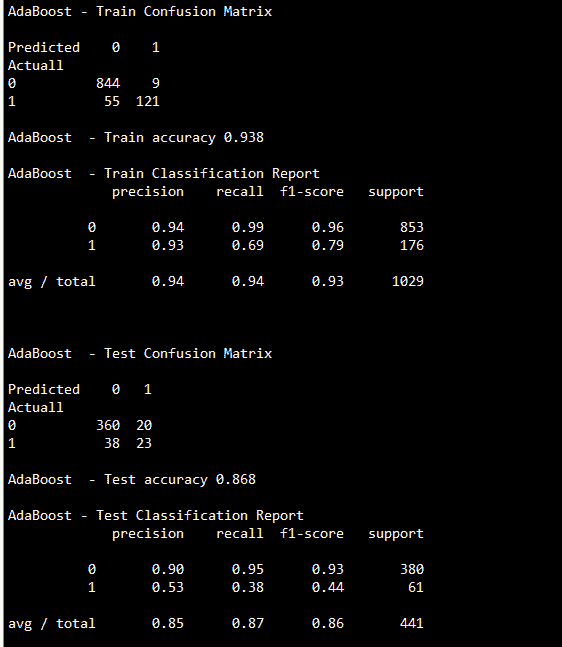 AdaBoost - Train Confusion Matrix
Predicted 0 1
Actuall
0 844 9
1 55 121
AdaBoost - Train accuracy 0.938
AdaBoost - Train Classification Report
precision recall f1-score support
0 0.94 0.99 0.96 853
1 0.93 0.69 0.79 176
avg / total 0.94 0.94 0.93 1029
AdaBoost - Test Confusion Matrix
Predicted 0 1
Actuall
0 360 20
1 38 23
AdaBoost - Test accuracy 0.868
AdaBoost - Test Classification Report
precision recall f1-score support
0 0.90 0.95 0.93 380
1 0.53 0.38 0.44 61
avg / total 0.85 0.87 0.86 441